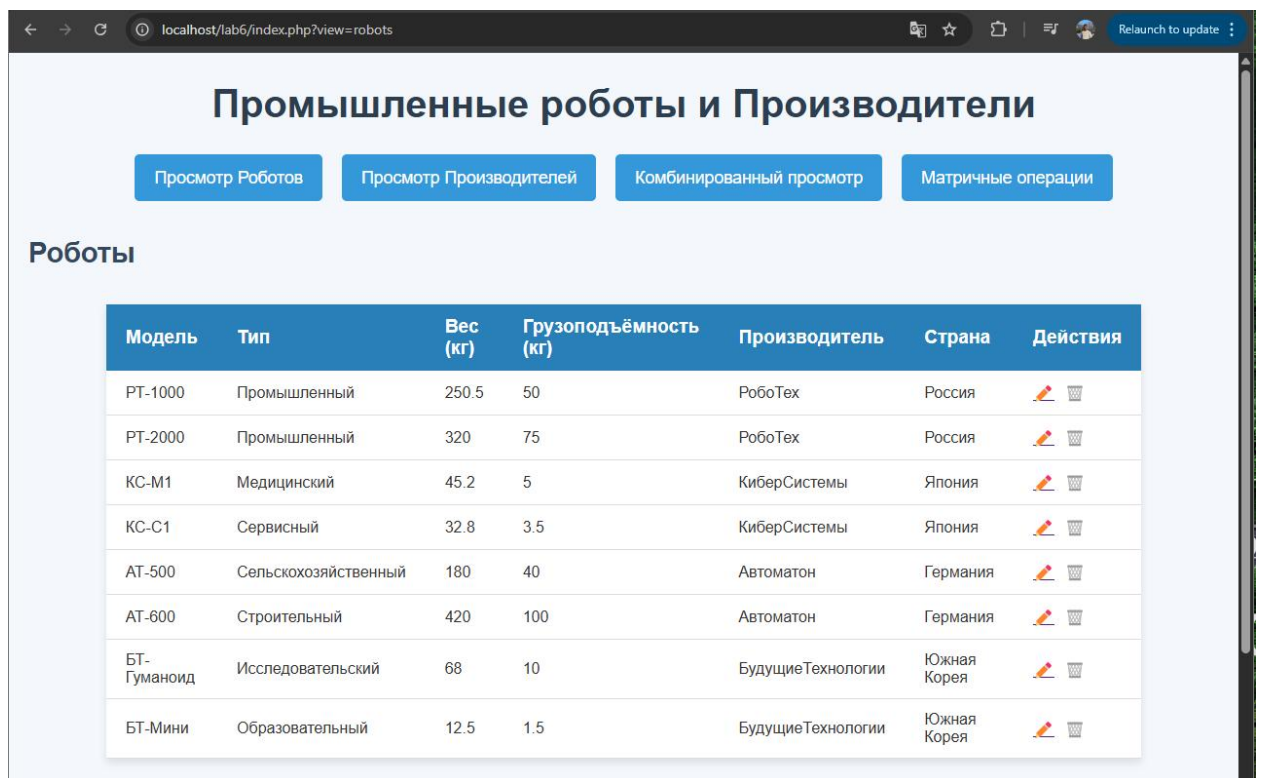 localhost/lab6/index.php?view=robots
Relaunch to update
Промышленные роботы и Производители
Просмотр Роботов Просмотр Производителей Комбинированный просмотр Матричные операции
Роботы
Модель Тип Вес (кг) Грузоподъёмность (кг) Производитель Страна Действия
РТ-1000 Промышленный 250.5 50 РобоТех Россия
РТ-2000 Промышленный 320 75 РобоТех Россия
КС-М1 Медицинский 45.2 5 КиберСистемы Япония
КС-С1 Сервисный 32.8 3.5 КиберСистемы Япония
АТ-500 Сельскохозяйственный 180 40 Автоматон Германия
АТ-600 Строительный 420 100 Автоматон Германия
БТ-Гуманоид Исследовательский 68 10 БудущиеТехнологии Южная Корея
БТ-Мини Образовательный 12.5 1.5 БудущиеТехнологии Южная Корея